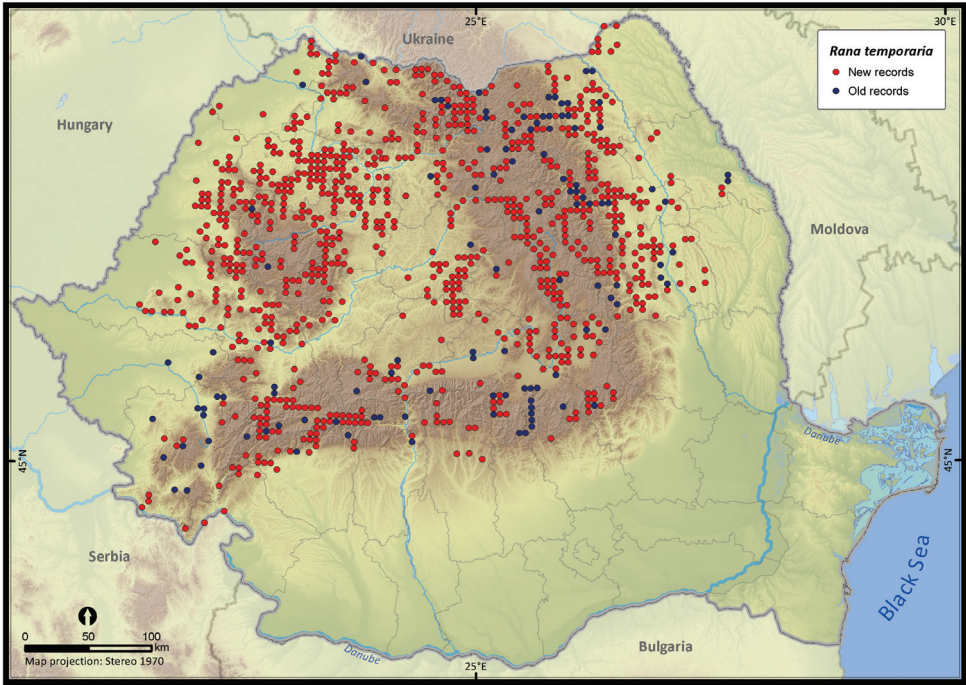 25°E
30°E
Ukraine
Rana temporaria
New records
Old records
Hungary
Moldova
Danube
45°N
45°N
Serbia
Black Sea
0 50 100
km
Map projection: Stereo 1970
Danube
25°E
Bulgaria